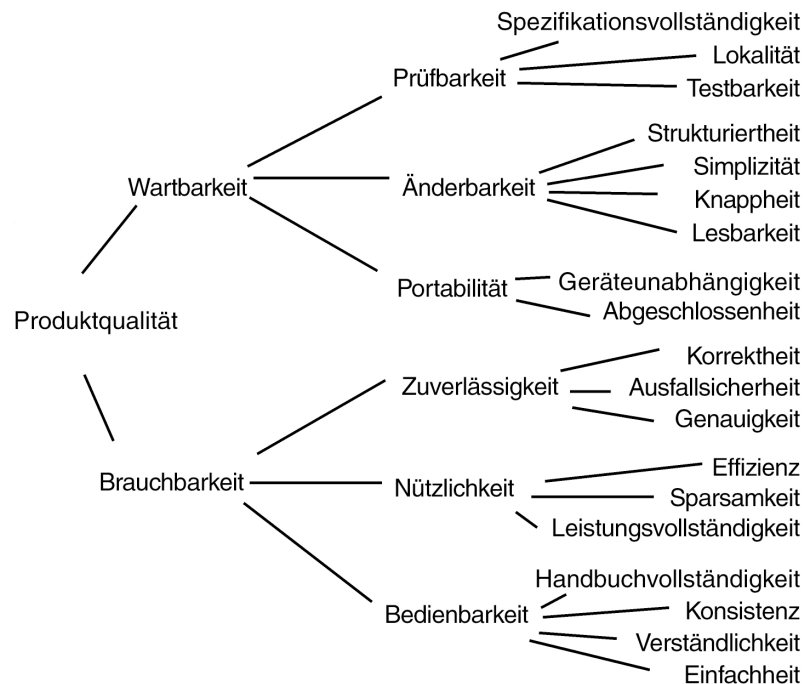 Spezifikationsvollständigkeit
Lokalität
Prüfbarkeit
Testbarkeit
Strukturiertheit
Simplizität
Wartbarkeit
Änderbarkeit
Knappheit
Lesbarkeit
Portabilität
Geräteunabhängigkeit
Abgeschlossenheit
Produktqualität
Korrektheit
Zuverlässigkeit
Ausfallsicherheit
Genauigkeit
Effizienz
Brauchbarkeit
Nützlichkeit
Sparsamkeit
Leistungsvollständigkeit
Handbuchvollständigkeit
Bedienbarkeit
Konsistenz
Verständlichkeit
Einfachheit